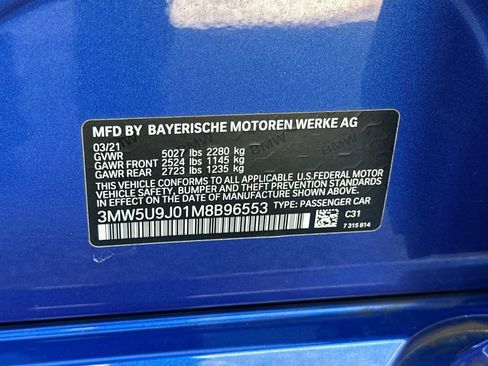 MFD BY BAYERISCHE MOTOREN WERKE AG
03/21
GVWR 5027 lbs 2280 kg
GAWR FRONT 2524 lbs 1145 kg
GAWR REAR 2723 lbs 1235 kg
THIS VEHICLE CONFORMS TO ALL APPLICABLE U.S.FEDERAL MOTOR
VEHICLE SAFETY, BUMPER, AND THEFT PREVENTION STANDARDS
IN EFFECT ON THE DATE OF MANUFACTURE SHOWN ABOVE.
3MW5U9J01M8B96553 TYPE: PASSENGER CAR
C31
7 315 814